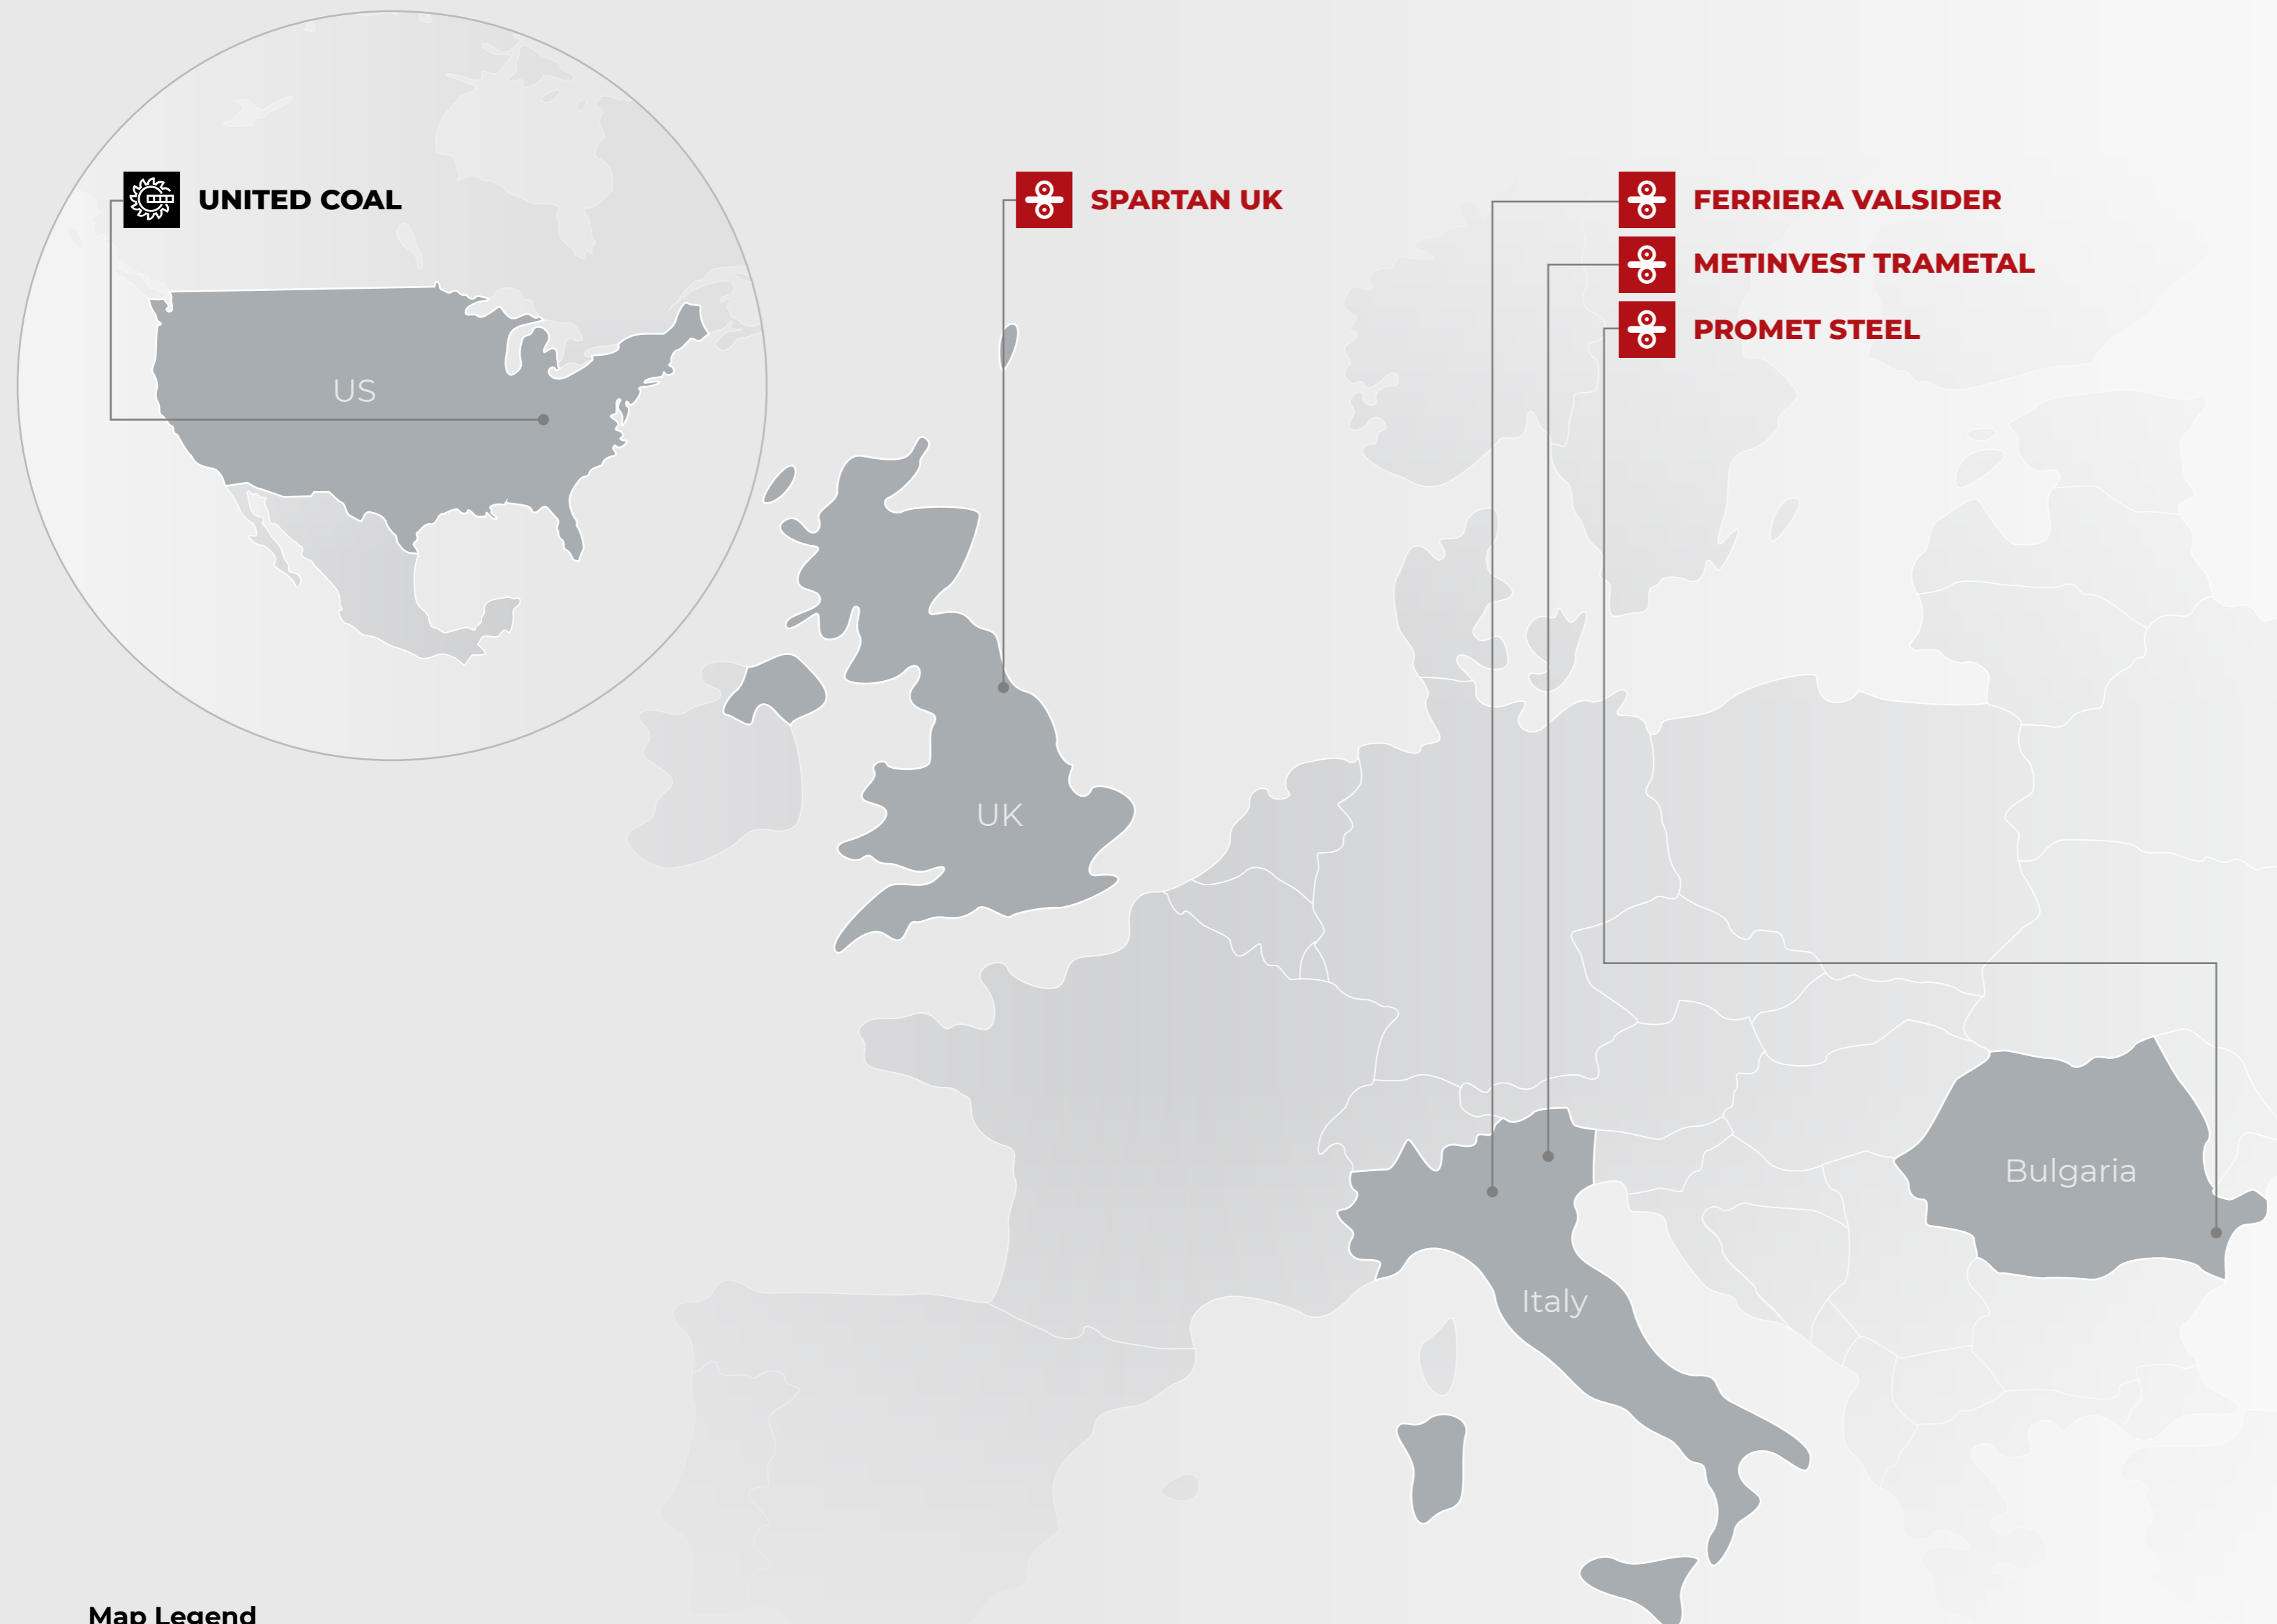 UNITED COAL
SPARTAN UK
FERRIERA VALSIDER
METINVEST TRAMETAL
PROMET STEEL
US
UK
Bulgaria
Italy
Map Legend